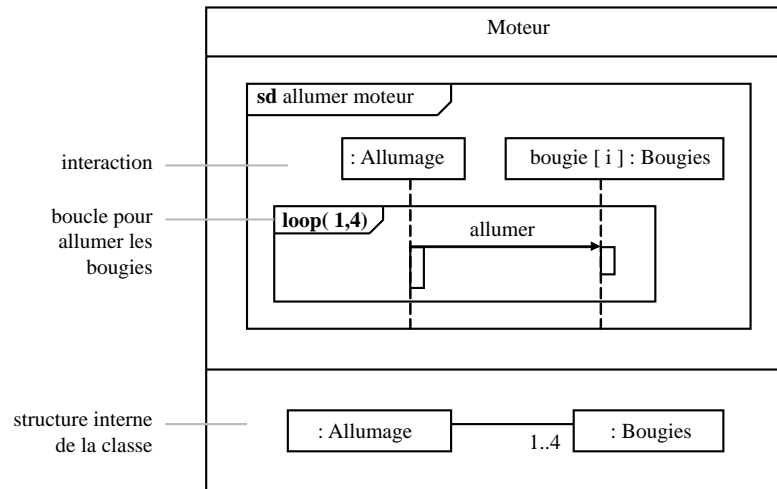 Moteur
sd allumer moteur
interaction
: Allumage
bougie [ i ] : Bougies
boucle pour
allumer les
bougies
loop( 1,4)
allumer
structure interne
de la classe
: Allumage
1..4
: Bougies